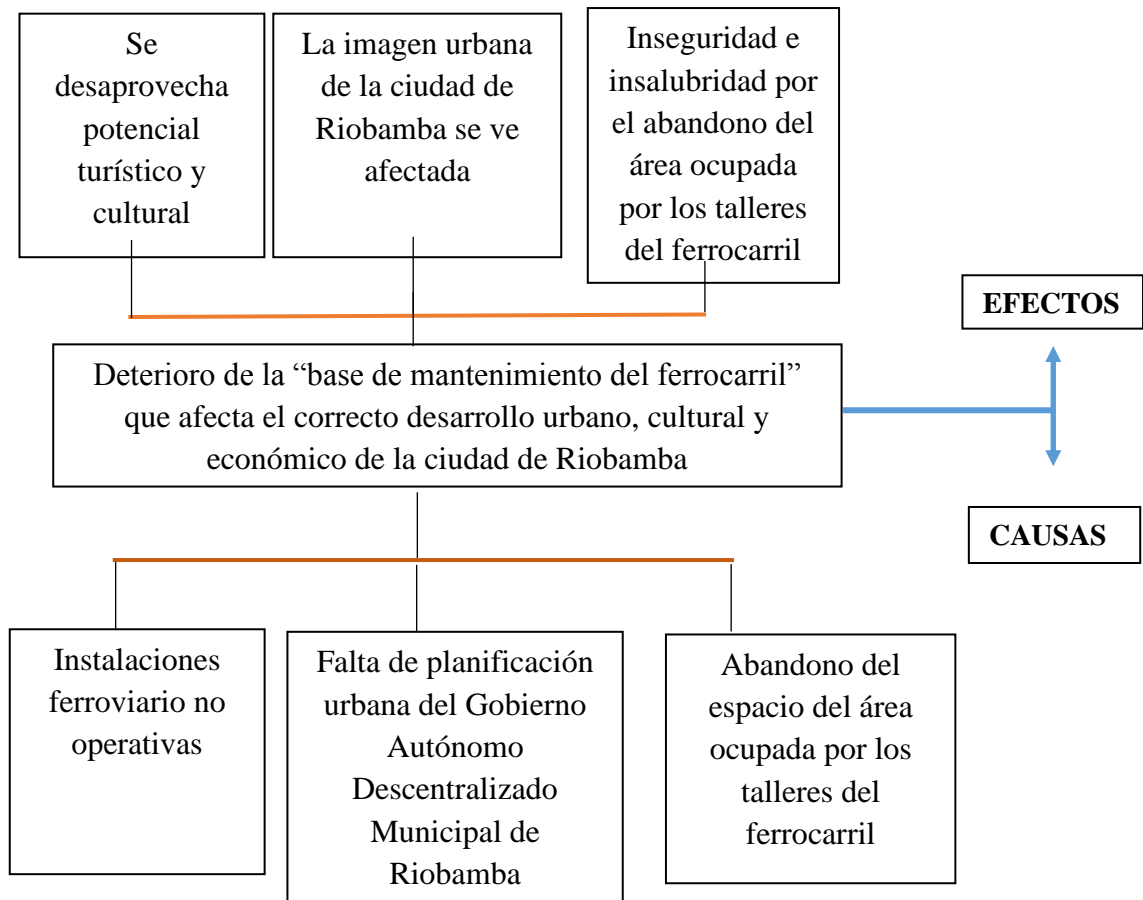 Se
desaprovecha
potencial
turístico y
cultural
La imagen urbana
de la ciudad de
Riobamba se ve
afectada
Inseguridad e
insalubridad por
el abandono del
área ocupada
por los talleres
del ferrocarril
EFECTOS
Deterioro de la “base de mantenimiento del ferrocarril”
que afecta el correcto desarrollo urbano, cultural y
económico de la ciudad de Riobamba
CAUSAS
Instalaciones
ferroviario no
operativas
Falta de planificación
urbana del Gobierno
Autónomo
Descentralizado
Municipal de
Riobamba
Abandono del
espacio del área
ocupada por los
talleres del
ferrocarril